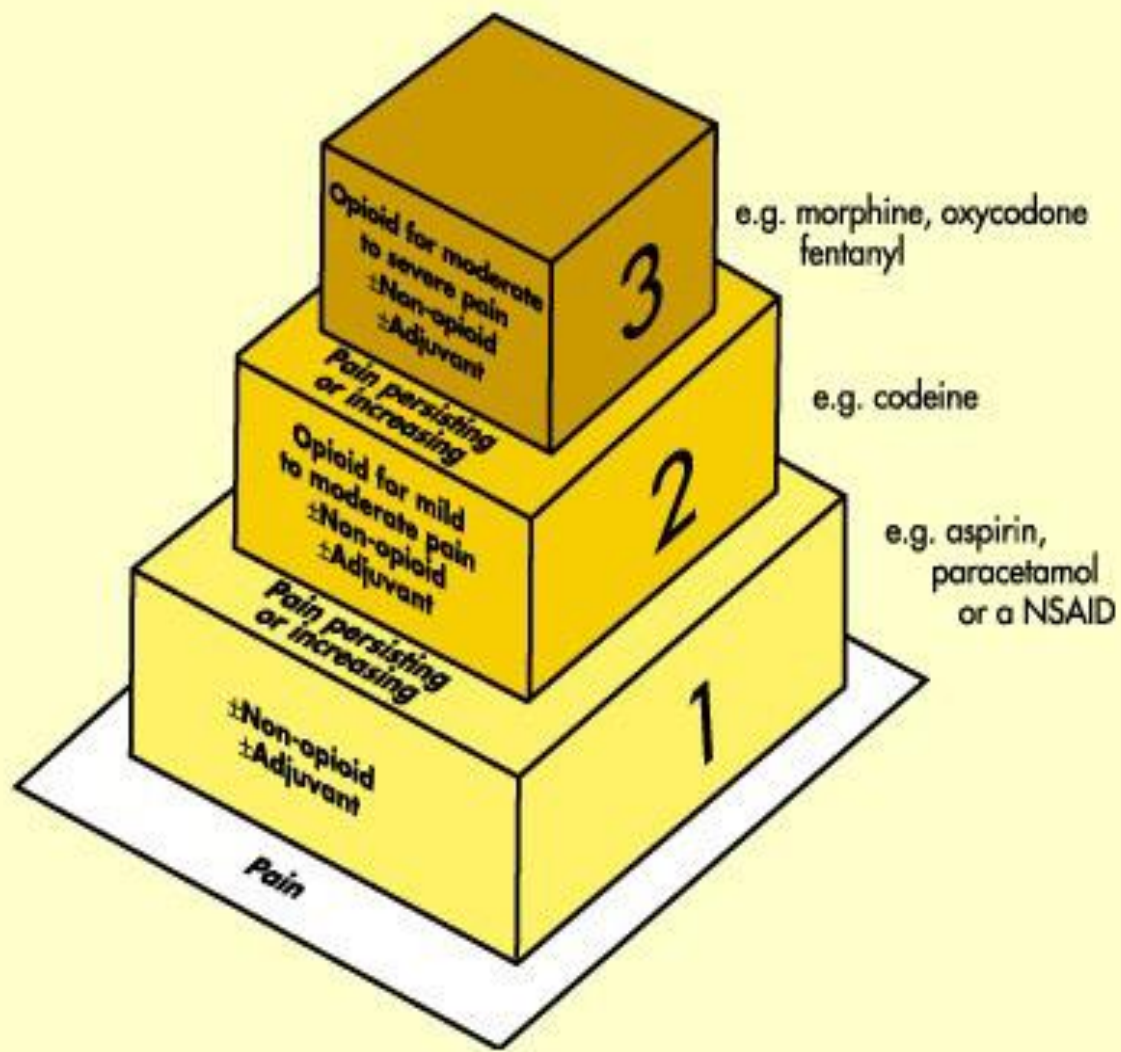 Opioid for moderate
to severe pain
±Non-opioid
±Adjuvant
3
e.g. morphine, oxycodone
fentanyl
Pain persisting
or increasing
Opioid for mild
to moderate pain
±Non-opioid
±Adjuvant
2
e.g. codeine
Pain persisting
or increasing
±Non-opioid
±Adjuvant
1
e.g. aspirin,
paracetamol
or a NSAID
Pain